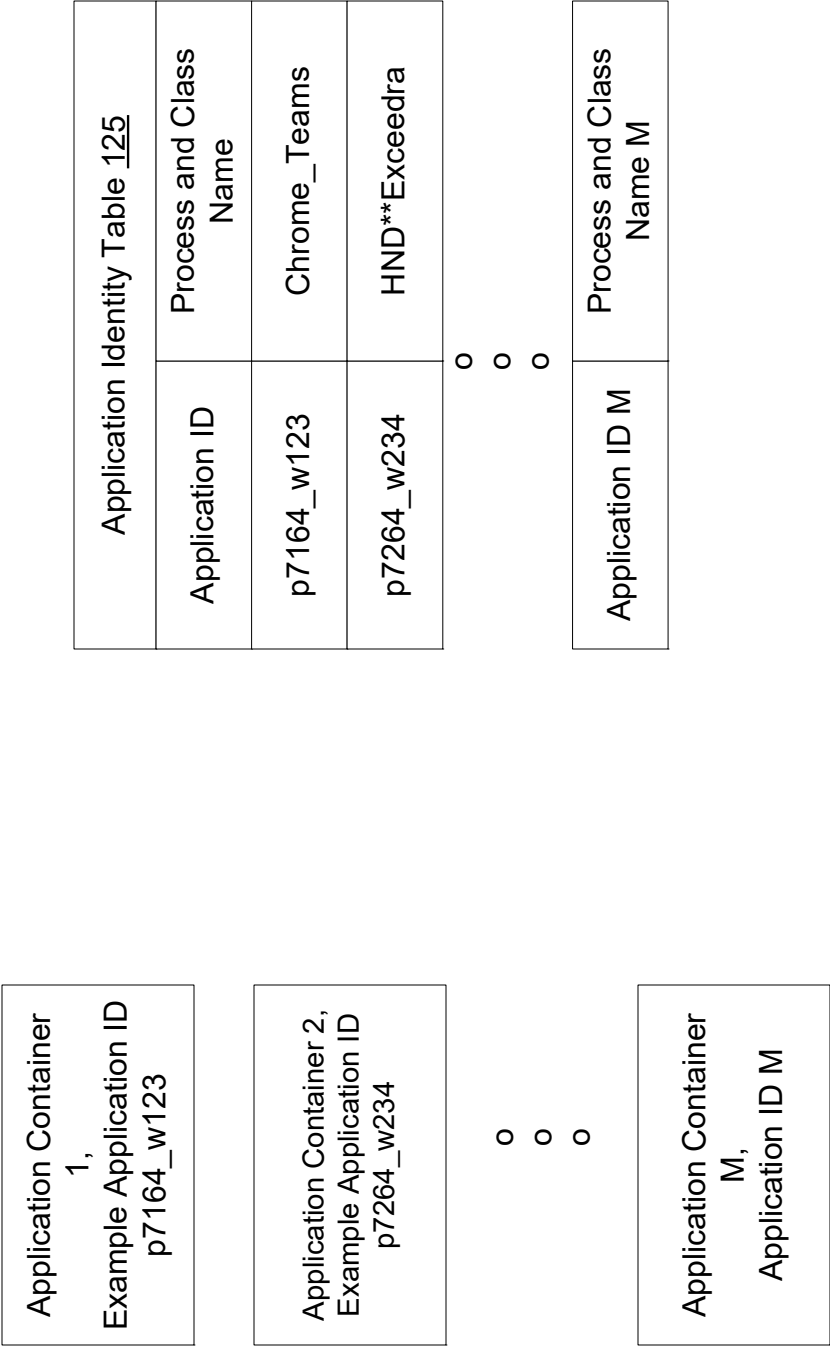 Application Container
1,
Example Application ID
p7164_w123
Application Container 2,
Example Application ID
p7264_w234
o
o
o
Application Container
M,
Application ID M
Application Identity Table 125
Application ID
Process and Class
Name
p7164_w123
Chrome_Teams
p7264_w234
HND**Exceedra
o
o
o
Application ID M
Process and Class
Name M